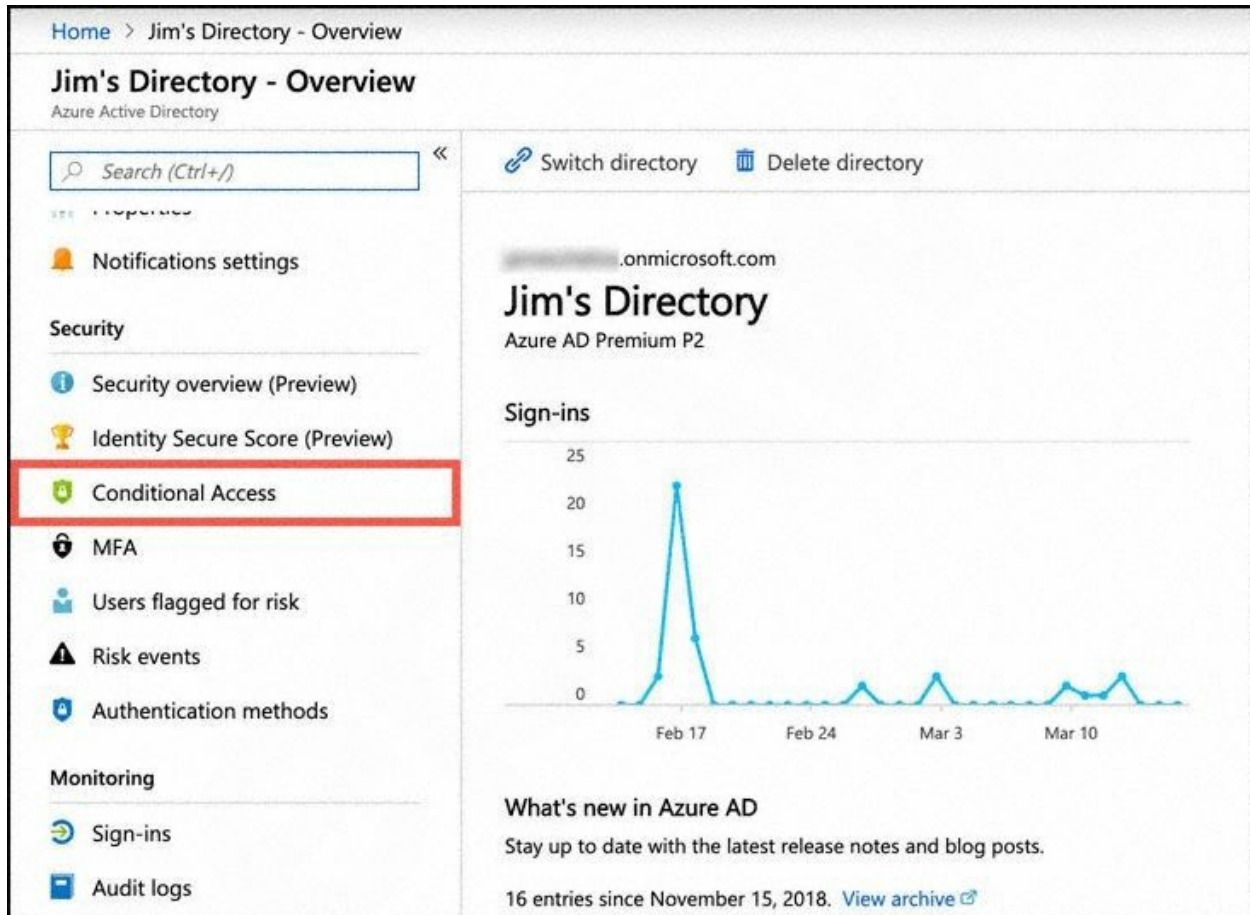 Home > Jim's Directory - Overview
Jim's Directory - Overview
Azure Active Directory
Search (Ctrl+/)
«
Properties
Notifications settings
Security
Security overview (Preview)
Identity Secure Score (Preview)
Conditional Access
MFA
Users flagged for risk
Risk events
Authentication methods
Monitoring
Sign-ins
Audit logs
Switch directory
Delete directory
.onmicrosoft.com
Jim's Directory
Azure AD Premium P2
Sign-ins
25
20
15
10
5
0
Feb 17 Feb 24 Mar 3 Mar 10
What's new in Azure AD
Stay up to date with the latest release notes and blog posts.
16 entries since November 15, 2018. View archive